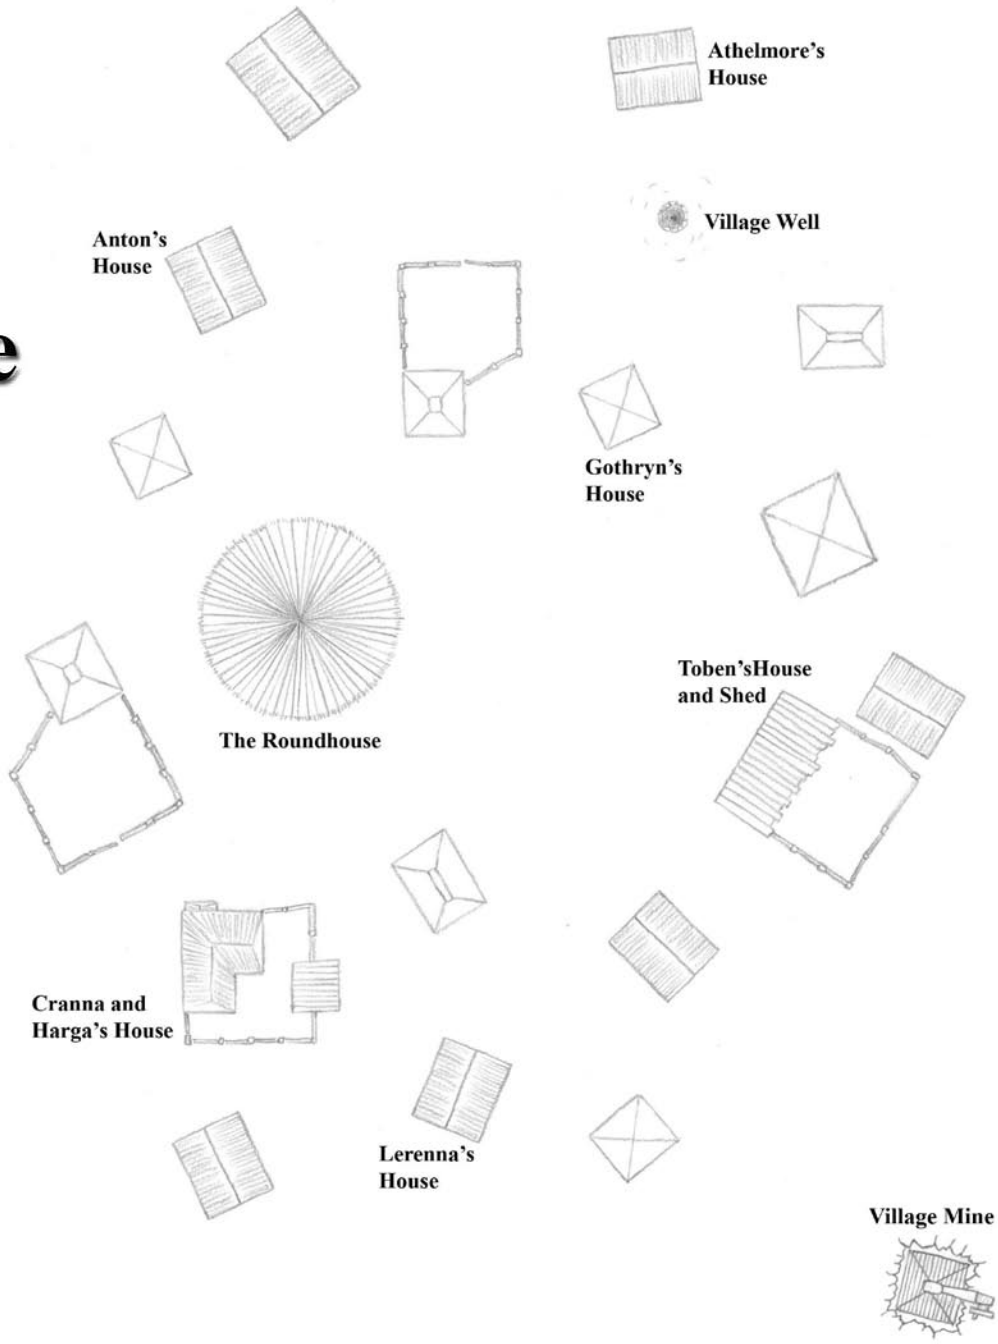 Athelmore's
House
Village Well
Anton's
House
e
Gothryn's
House
Toben'sHouse
and Shed
The Roundhouse
Cranna and
Harga's House
Lerenna's
House
Village Mine